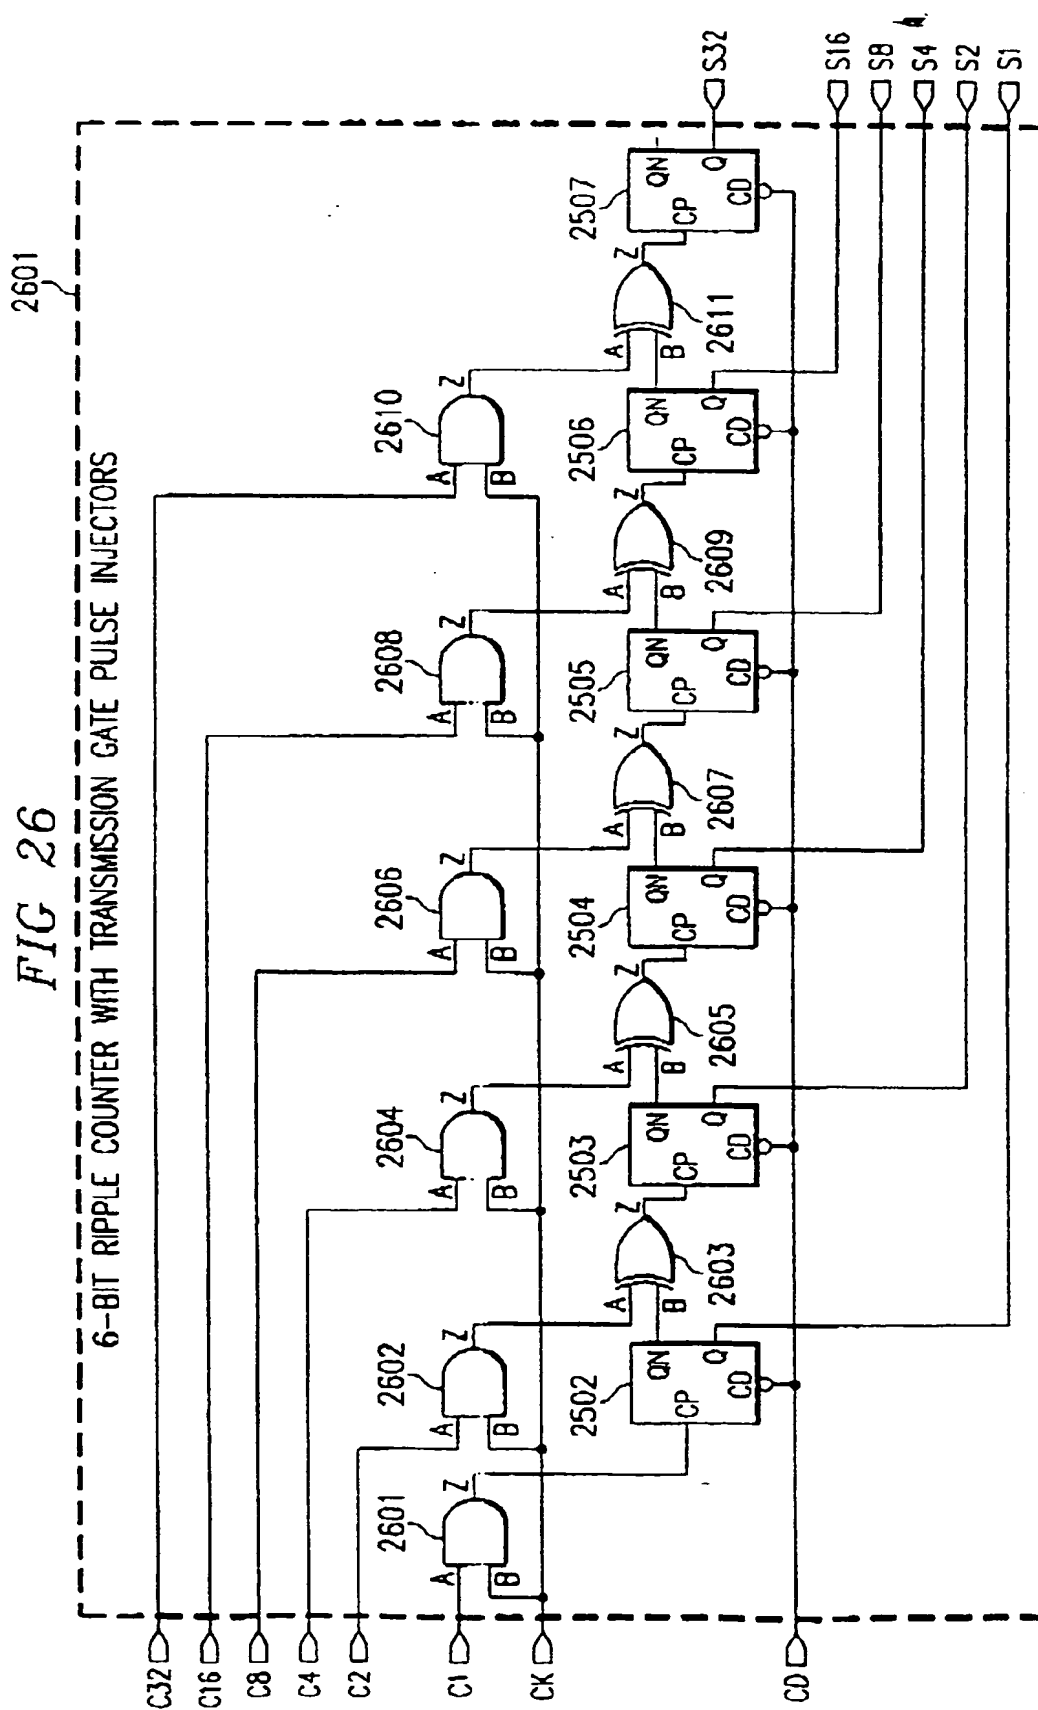 FIG 26
2601
6-BIT RIPPLE COUNTER WITH TRANSMISSION GATE PULSE INJECTORS
C32
C16
C8
C4
C2
C1
CK
CD
2601
A
B
Z
2602
A
B
Z
2604
A
B
Z
2606
A
B
Z
2608
A
B
Z
2610
A
B
Z
2502
CP
QN
Q
CD
2603
A
B
Z
2503
CP
QN
Q
CD
2605
A
B
Z
2504
CP
QN
Q
CD
2607
A
B
Z
2505
CP
QN
Q
CD
2609
A
B
Z
2506
CP
QN
Q
CD
2611
A
B
Z
2507
CP
QN
Q
CD
S32
S16
S8
S4
S2
S1